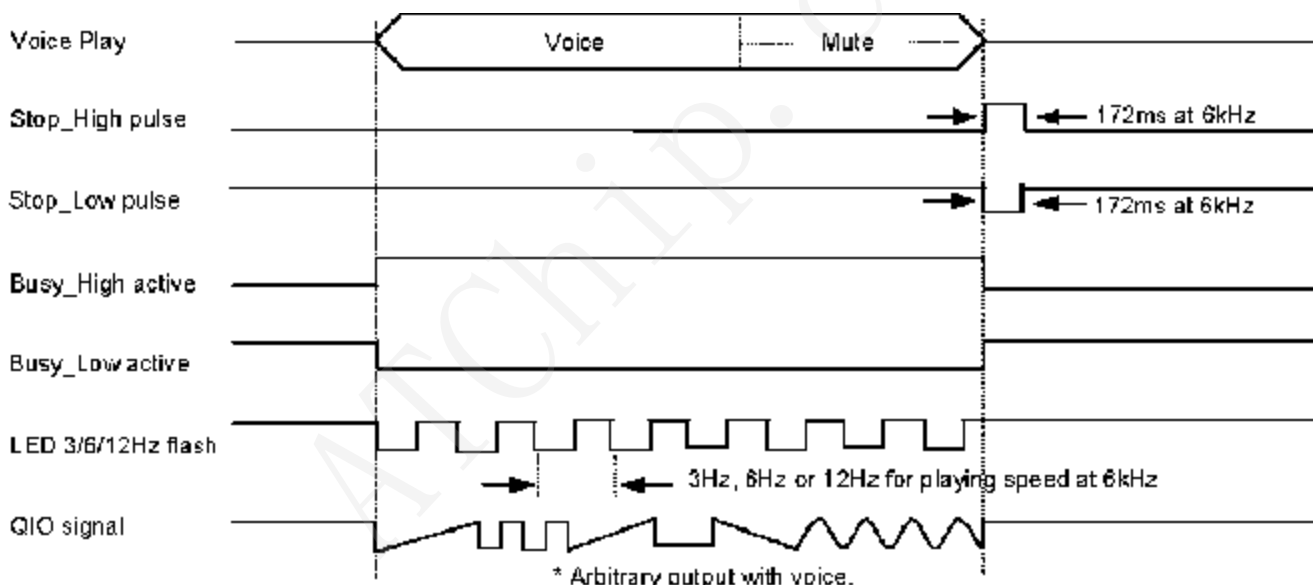 Voice Play
Voice
Mute
Stop_High pulse
172ms at 6kHz
Stop_Low pulse
172ms at 6kHz
Busy_High active
Busy_Low active
LED 3/6/12Hz flash
3Hz, 6Hz or 12Hz for playing speed at 6kHz
QIO signal
* Arbitrary output with voice.
ATChip.